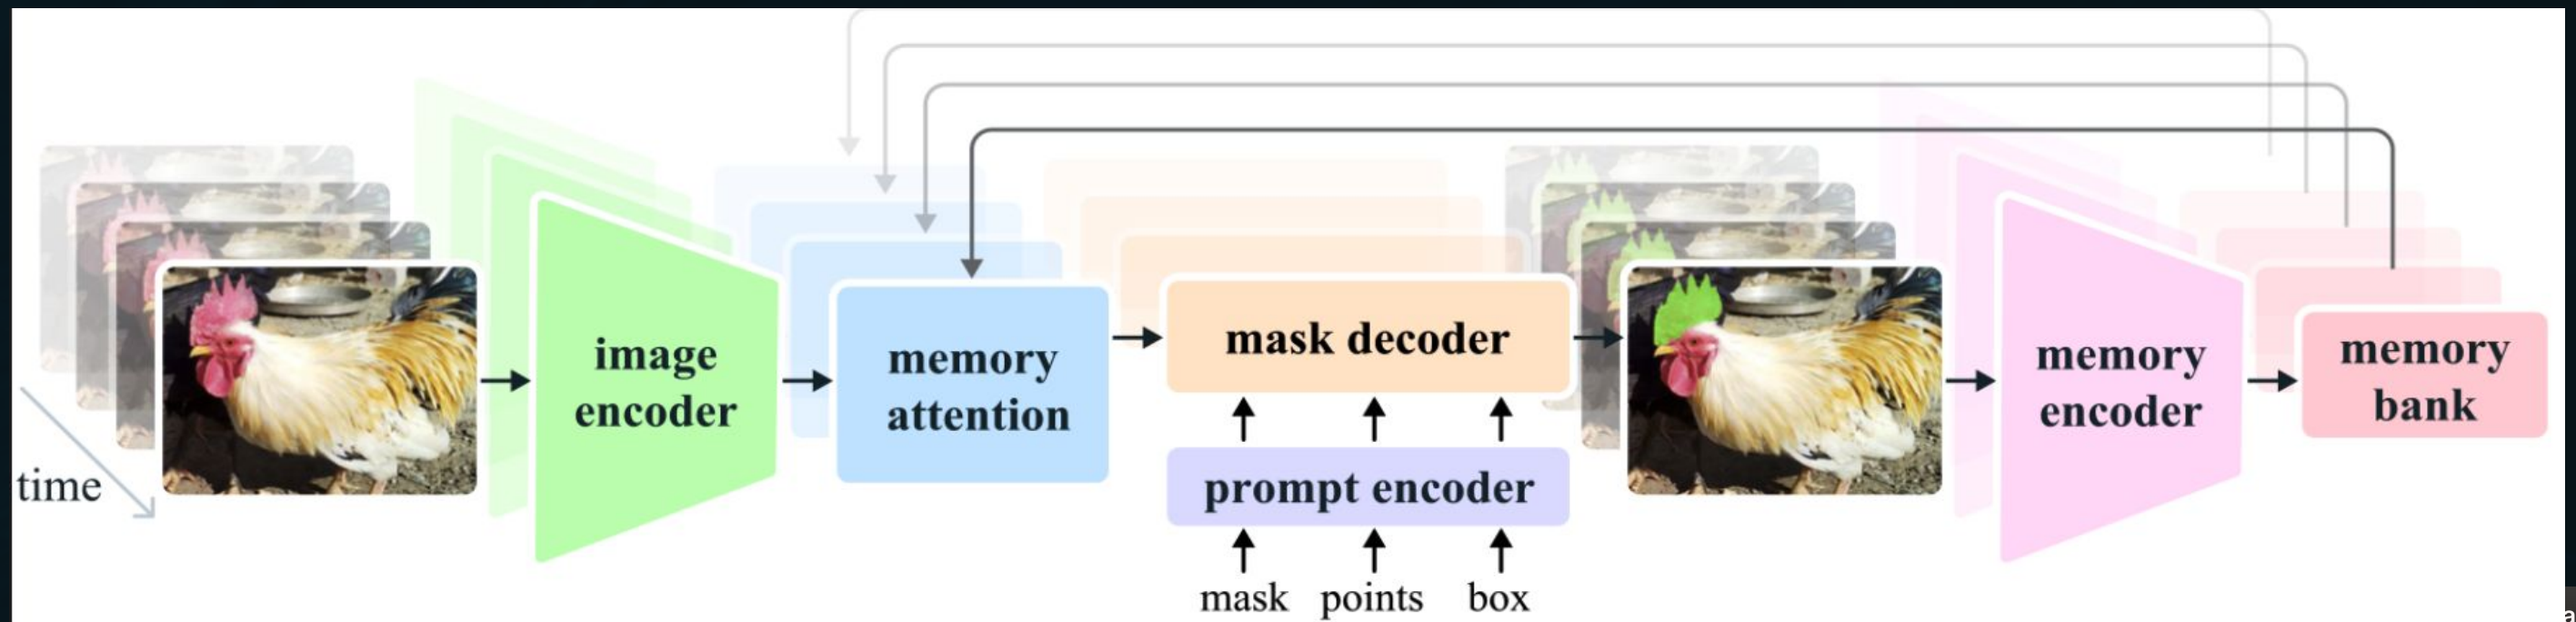 time
image
encoder
memory
attention
mask decoder
prompt encoder
mask points box
memory
encoder
memory
bank